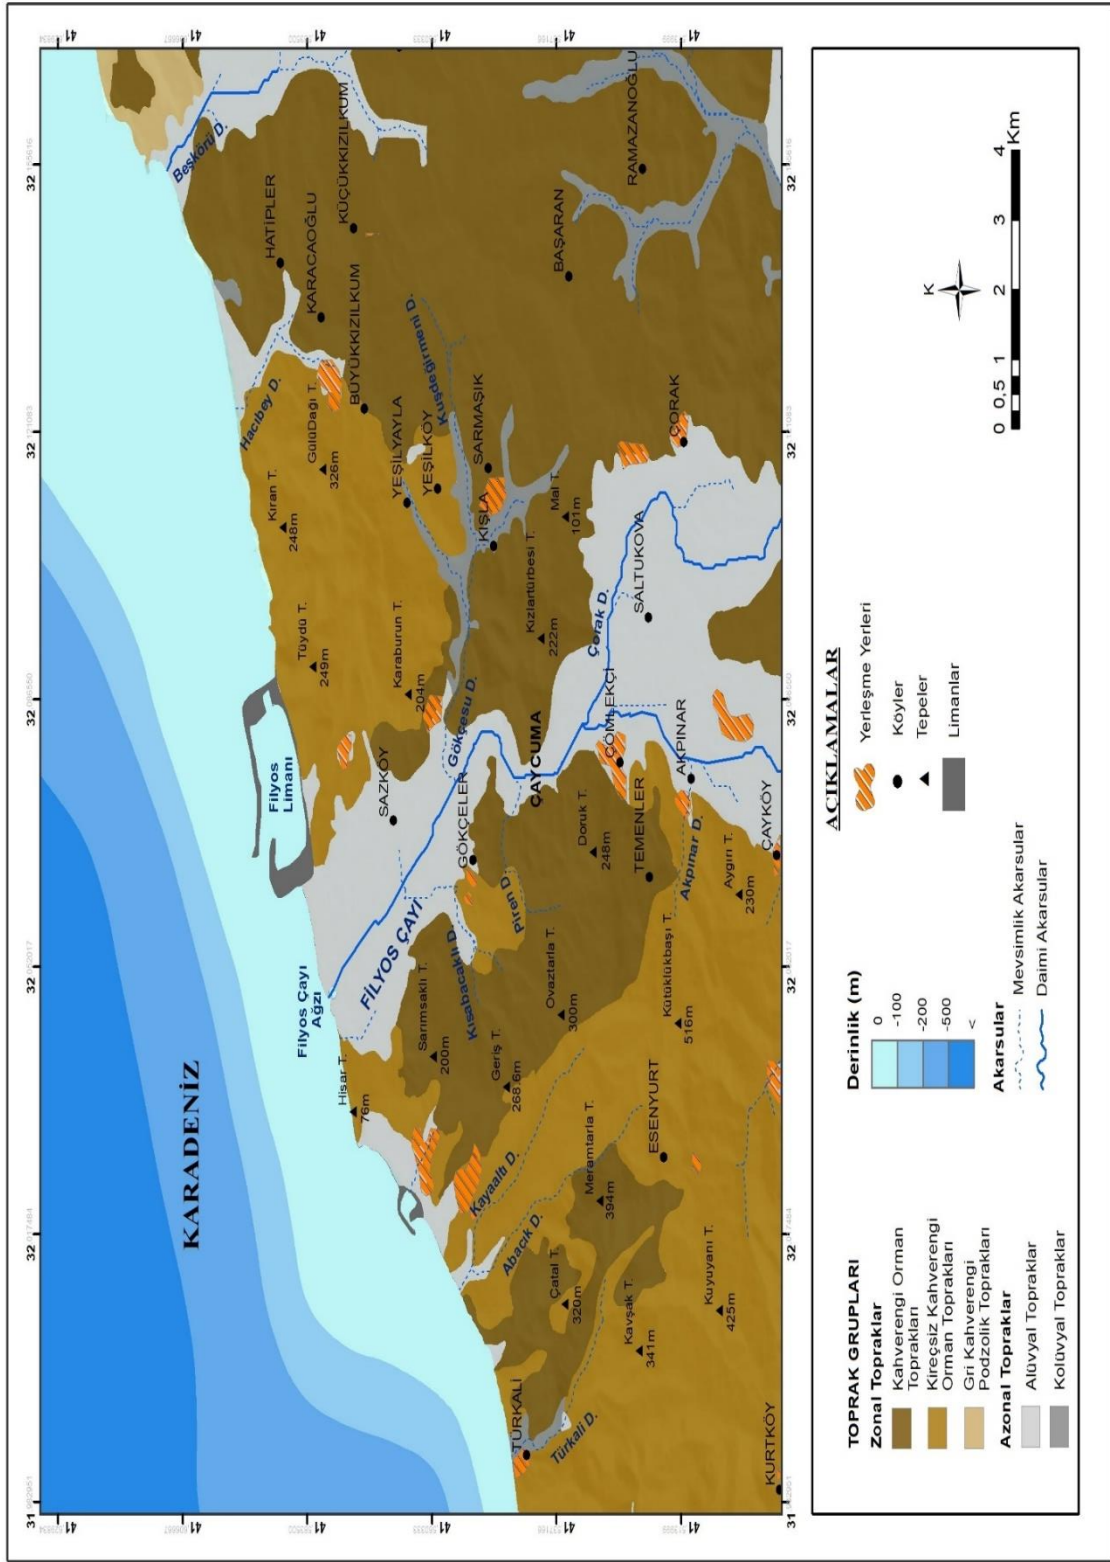 KARADENİZ
Filyos Çayı
Ağzı
Filyos
Limanı
Beşkörü D.
HATİPLER
KARACAOĞLU
KÜÇÜKKIZILKUM
BÜYÜKKIZILKUM
Hacıbey D.
GülüDağı T.
326m
Kıran T.
248m
Tüydü T.
249m
Karaburun T.
204m
YEŞİLYAYLA
YEŞİLKÖY
Kuşdeğirmeni D.
SARMAŞIK
KIŞLA
Mal T.
101m
Kızlartürbesi T.
222m
BAŞARAN
RAMAZANOĞLU
ÇORAK
SALTUKOVA
Çorak D.
Gökçesu D.
SAZKÖY
GÖKÇELER
ÇAYCUMA
ÇÖMLEKÇİ
AKPINAR
TEMENLER
Doruk T.
248m
Akpınar D.
Aygırı T.
230m
ÇAYKÖY
FİLYOS ÇAYI
Piren D.
Kısabacaklı D.
Sarımsaklı T.
200m
Ovaztarla T.
300m
Geriş T.
268.6m
Kütüklükbaşı T.
516m
Hisar T.
76m
Kayaaltı D.
Abacık D.
Meramtarla T.
394m
ESENYURT
Çatal T.
320m
Kavşak T.
341m
Kuyuyanı T.
425m
TÜRKALİ
Türkali D.
KURTKÖY
AÇIKLAMALAR
TOPRAK GRUPLARI
Zonal Topraklar
Kahverengi Orman
Toprakları
Kireçsiz Kahverengi
Orman Toprakları
Gri Kahverengi
Podzolik Topraklar
Azonal Topraklar
Alüvyal Topraklar
Kolüvyal Topraklar
Derinlik (m)
0
-100
-200
-500
<
Akarsular
Mevsimlik Akarsular
Daimi Akarsular
Yerleşme Yerleri
Köyler
Tepeler
Limanlar
K
0 0,5 1 2 3 4
Km